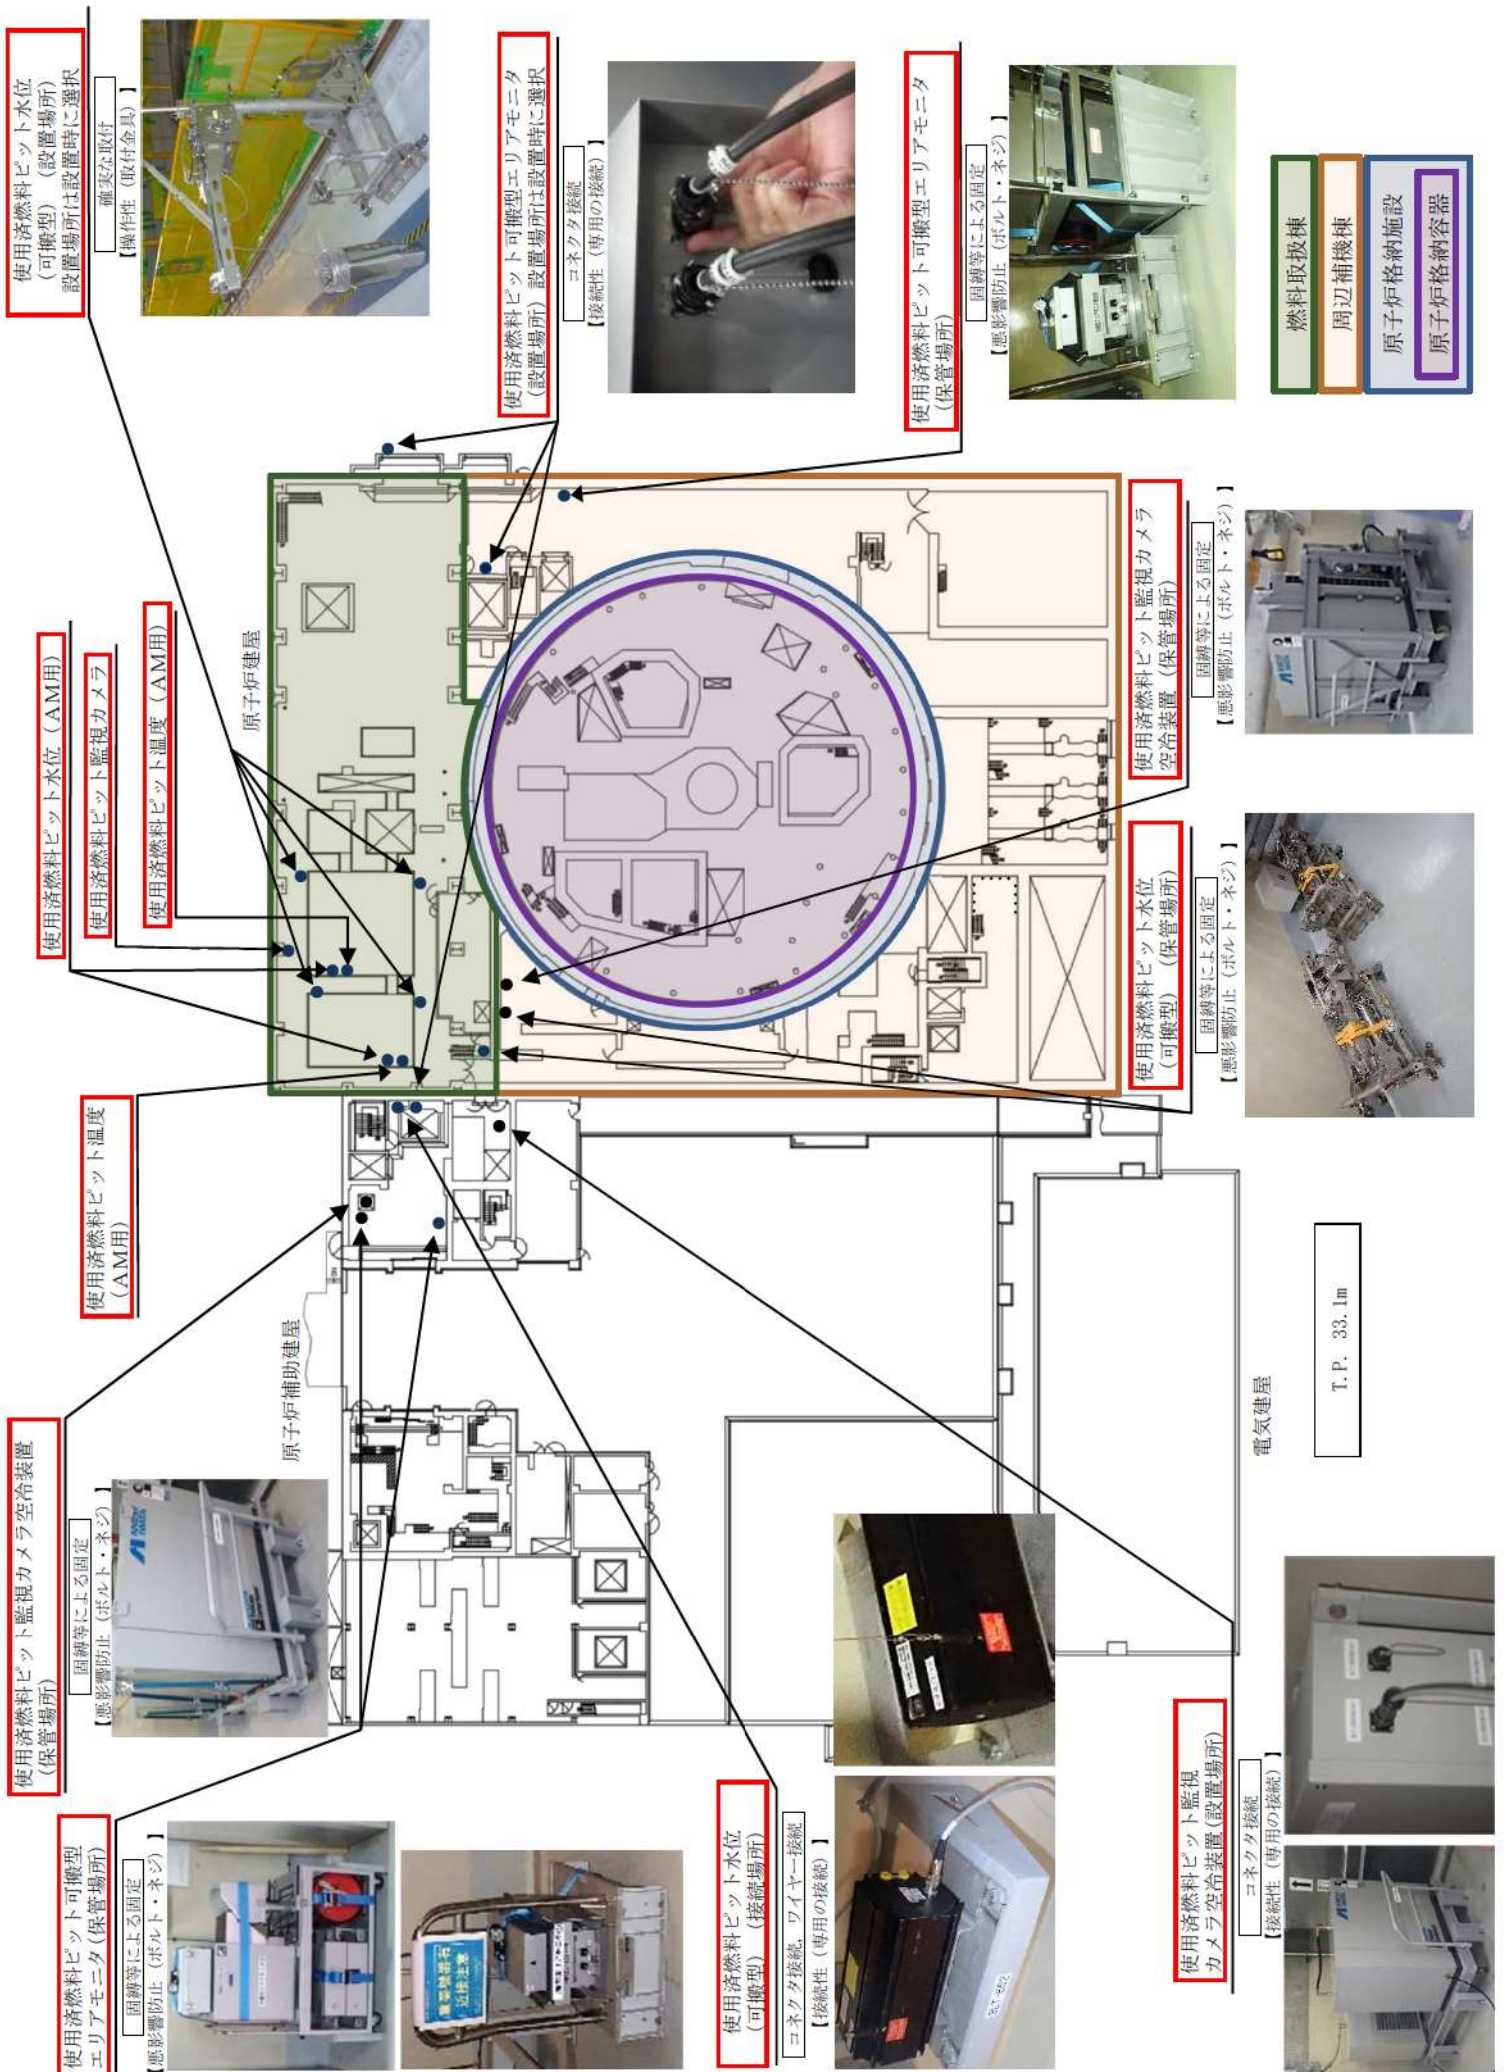 使用済燃料ピット可搬型
エリアモニタ(保管場所)
固縛等による固定
【悪影響防止（ボルト・ネジ）】
使用済燃料ピット監視カメラ空冷装置
(保管場所)
固縛等による固定
【悪影響防止（ボルト・ネジ）】
使用済燃料ピット温度
（AM用）
使用済燃料ピット水位（AM用）
使用済燃料ピット監視カメラ
使用済燃料ピット温度（AM用）
使用済燃料ピット水位
（可搬型）（設置場所）
設置場所は設置時に選択
確実な取付
【操作性（取付金具）】
原子炉補助建屋
原子炉建屋
使用済燃料ピット可搬型エリアモニタ
（設置場所）設置場所は設置時に選択
コネクタ接続
【接続性（専用の接続）】
使用済燃料ピット水位
（可搬型）（接続場所）
コネクタ接続，ワイヤー接続
【接続性（専用の接続）】
使用済燃料ピット可搬型エリアモニタ
(保管場所)
固縛等による固定
【悪影響防止（ボルト・ネジ）】
使用済燃料ピット監視
カメラ空冷装置(設置場所)
コネクタ接続
【接続性（専用の接続）】
使用済燃料ピット水位
（可搬型）（保管場所）
固縛等による固定
【悪影響防止（ボルト・ネジ）】
使用済燃料ピット監視カメラ
空冷装置（保管場所）
固縛等による固定
【悪影響防止（ボルト・ネジ）】
電気建屋
T.P. 33.1m
燃料取扱棟
周辺補機棟
原子炉格納施設
原子炉格納容器